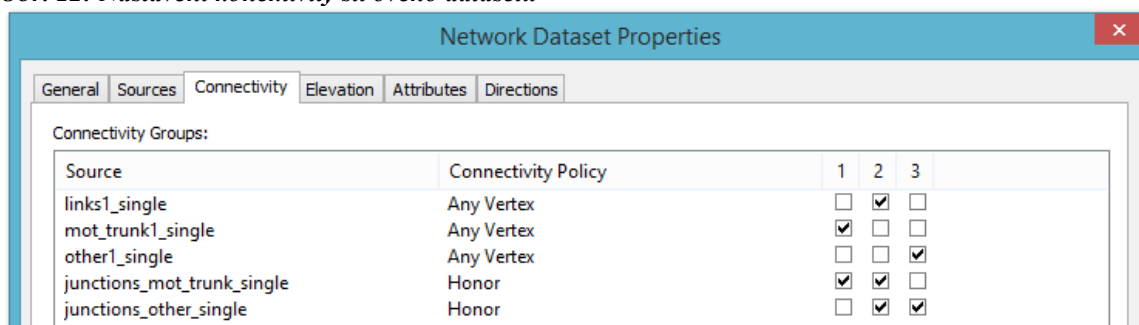 Network Dataset Properties
General Sources Connectivity Elevation Attributes Directions
Connectivity Groups:
Source Connectivity Policy 1 2 3
links1_single Any Vertex
mot_trunk1_single Any Vertex
other1_single Any Vertex
junctions_mot_trunk_single Honor
junctions_other_single Honor